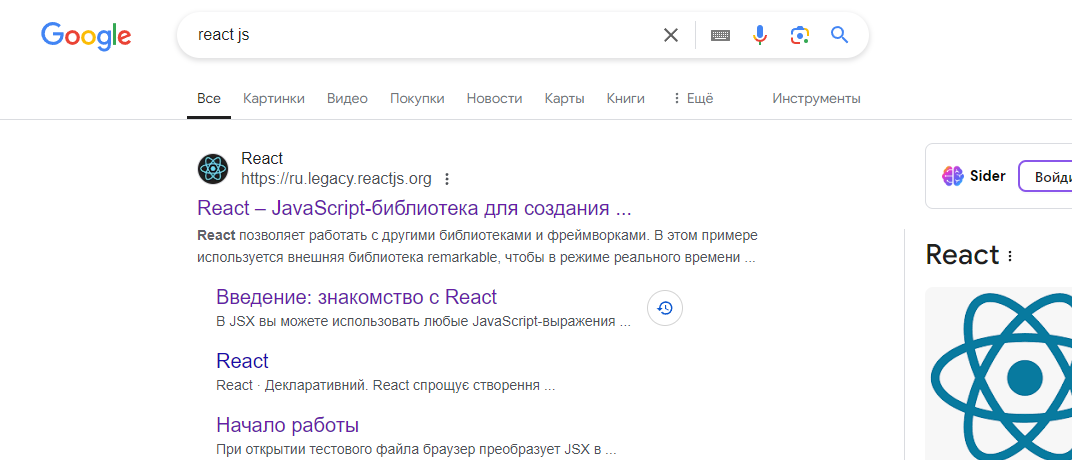 Google
react js
Все Картинки Видео Покупки Новости Карты Книги Ещё Инструменты
React
https://ru.legacy.reactjs.org
React – JavaScript-библиотека для создания ...
React позволяет работать с другими библиотеками и фреймворками. В этом примере
используется внешняя библиотека remarkable, чтобы в режиме реального времени ...
Введение: знакомство с React
В JSX вы можете использовать любые JavaScript-выражения ...
React
React · Декларативний. React спрощує створення ...
Начало работы
При открытии тестового файла браузер преобразует JSX в ...
Sider
React